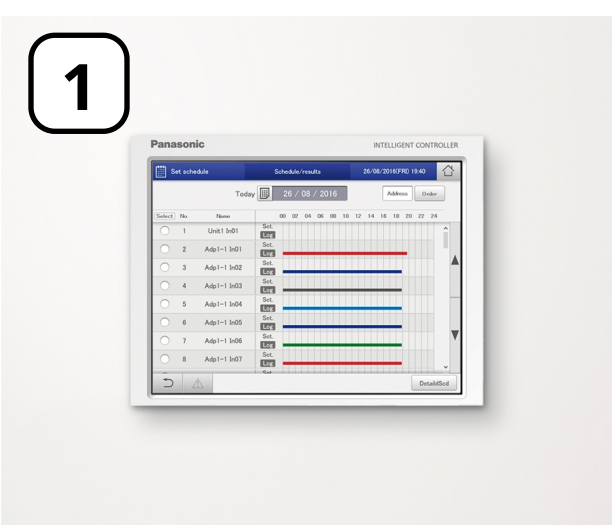 1
Panasonic INTELLIGENT CONTROLLER
Set schedule Schedule/results 26/08/2016(FRI) 19:40
Today 26 / 08 / 2016 Address Order
Select No. Name 00 02 04 06 08 10 12 14 16 18 20 22 24
1 Unit1 In01 Set. Log
2 Adp1-1 In01 Set. Log
3 Adp1-1 In02 Set. Log
4 Adp1-1 In03 Set. Log
5 Adp1-1 In04 Set. Log
6 Adp1-1 In05 Set. Log
7 Adp1-1 In06 Set. Log
8 Adp1-1 In07 Set. Log
Set.
DetaildScd